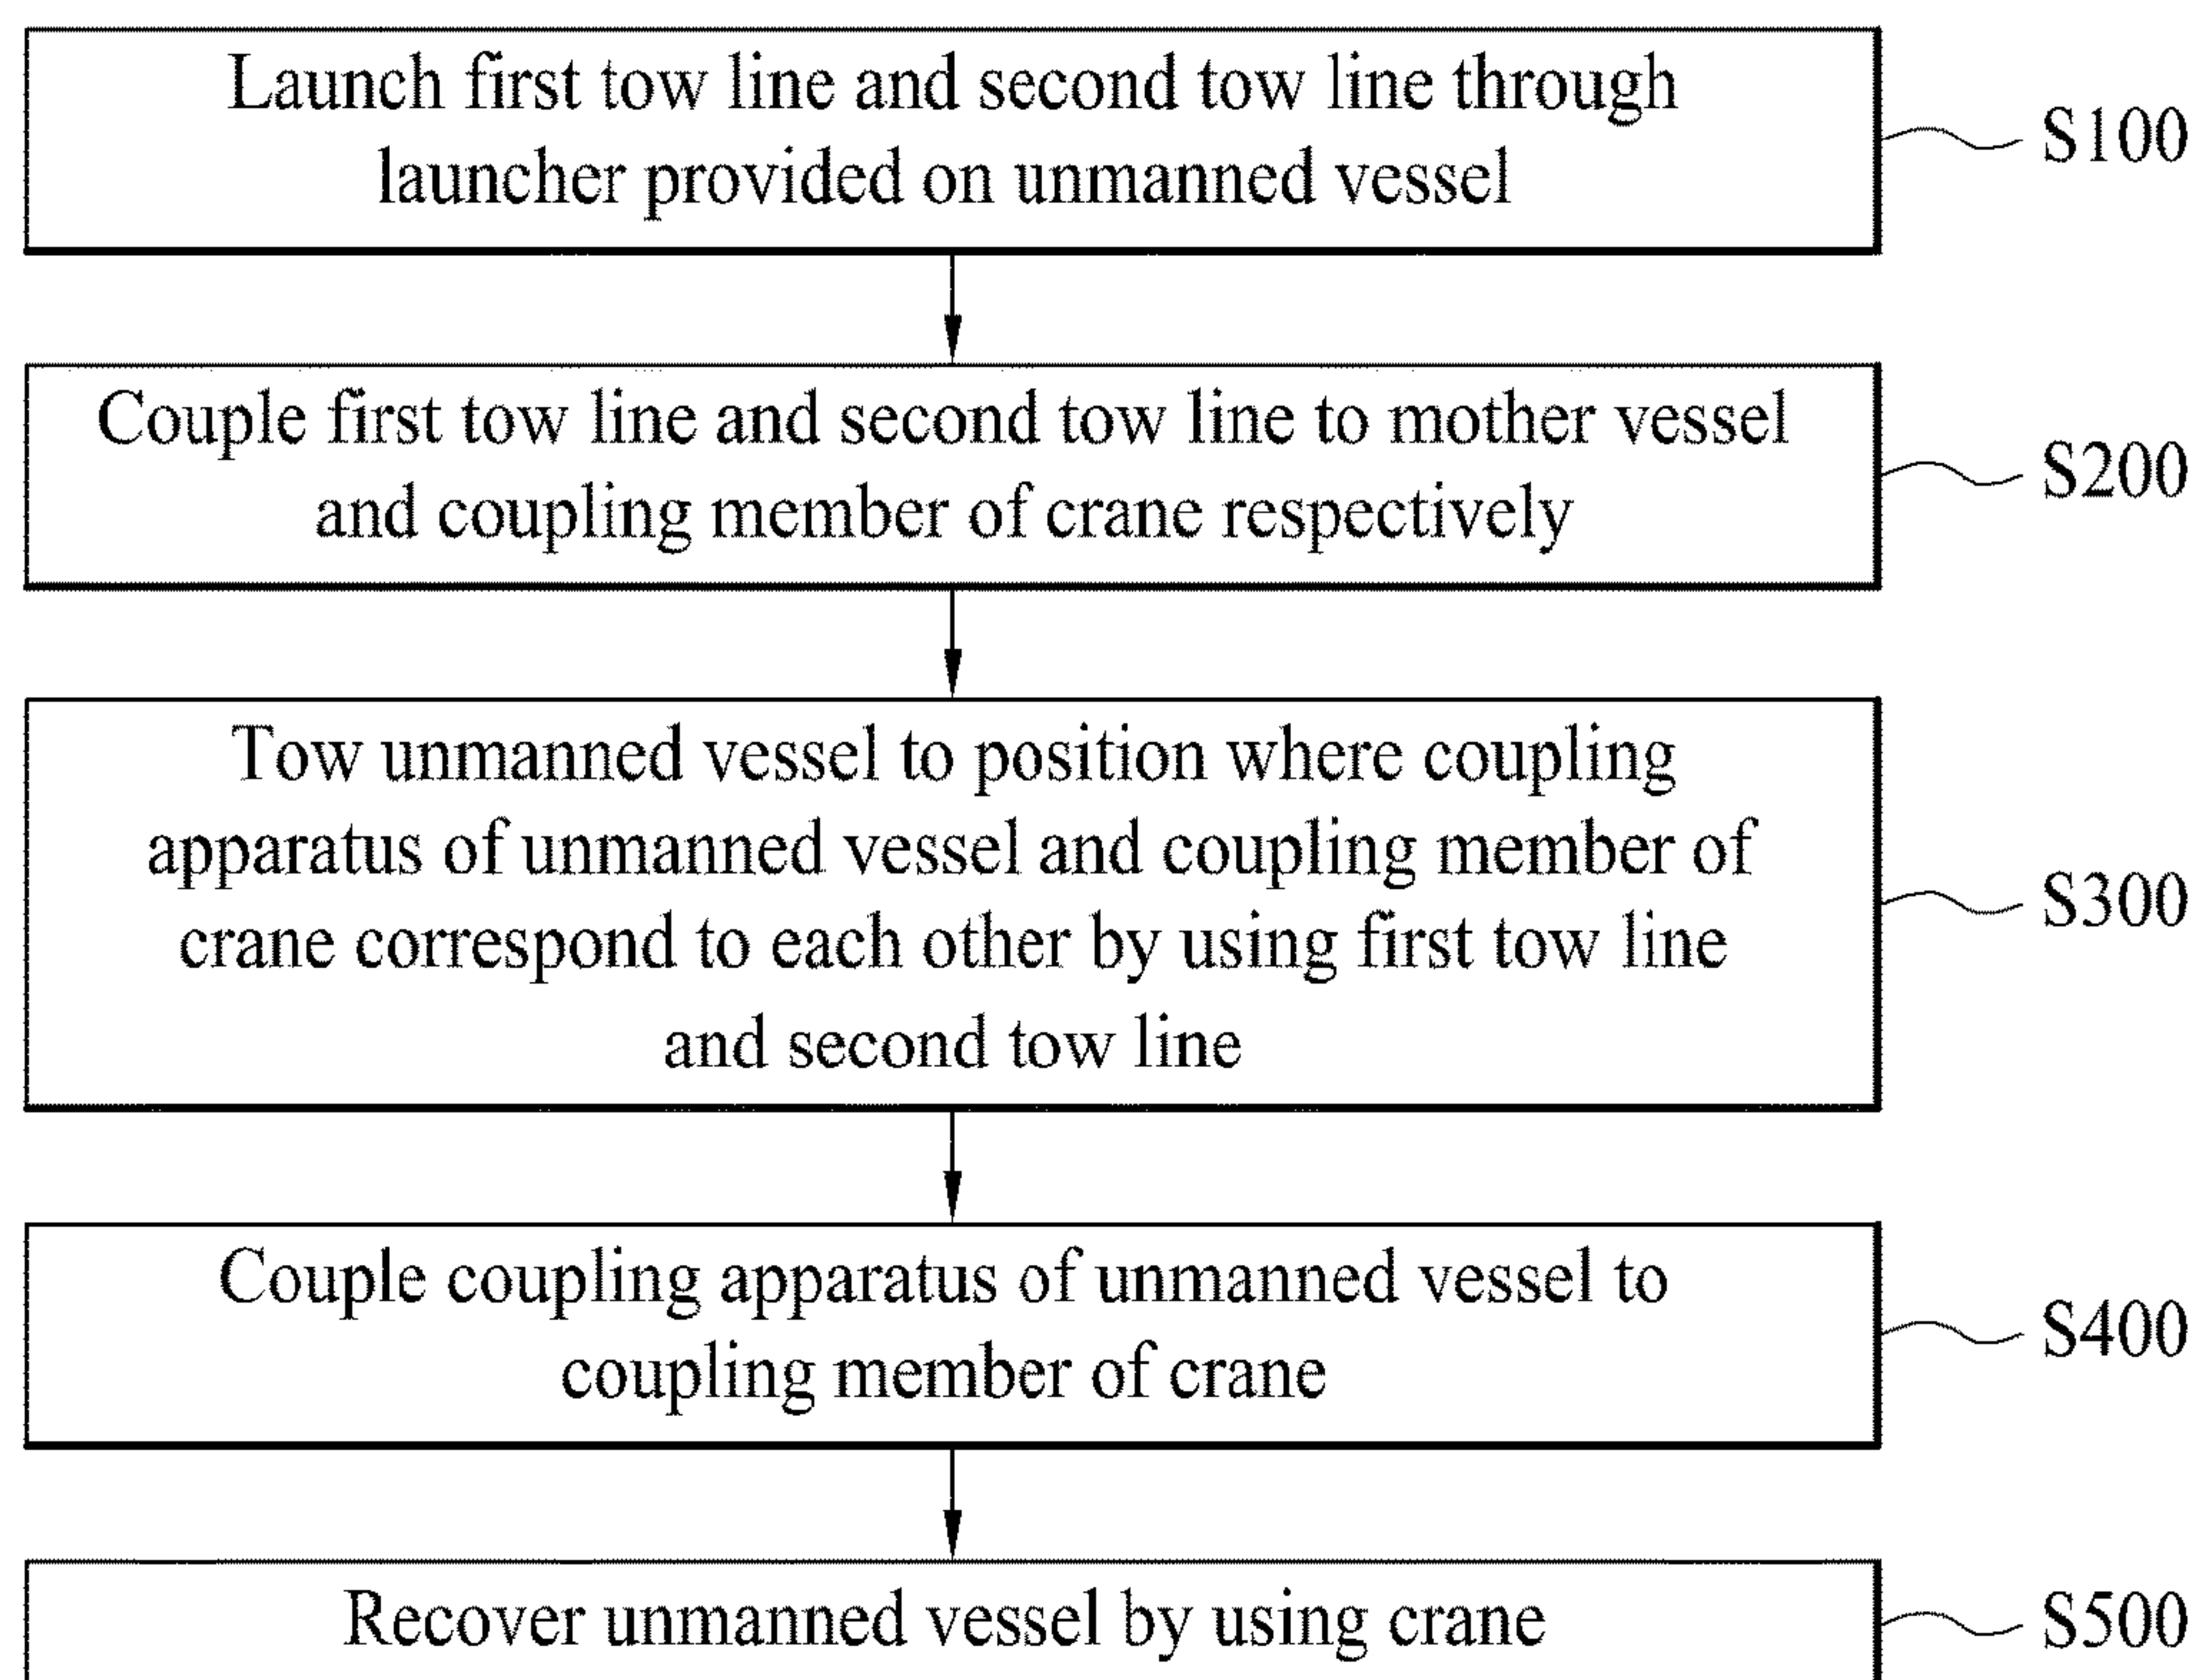 Launch first tow line and second tow line through
launcher provided on unmanned vessel
S100
Couple first tow line and second tow line to mother vessel
and coupling member of crane respectively
S200
Tow unmanned vessel to position where coupling
apparatus of unmanned vessel and coupling member of
crane correspond to each other by using first tow line
and second tow line
S300
Couple coupling apparatus of unmanned vessel to
coupling member of crane
S400
Recover unmanned vessel by using crane
S500